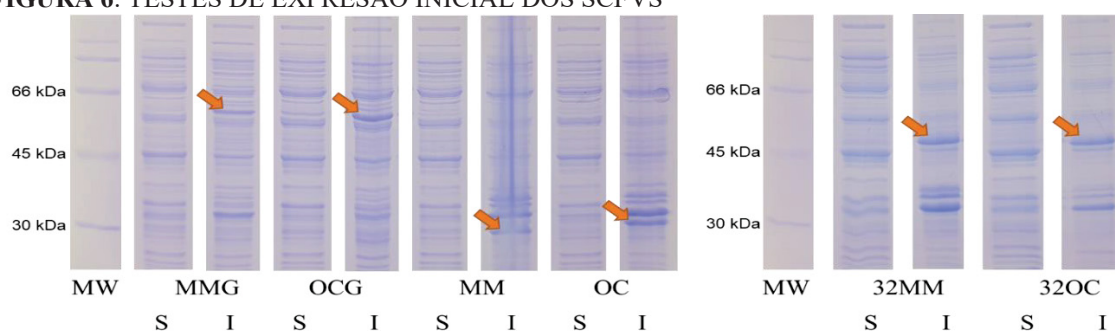 FIGURA 6. TESTES DE EXPRESÃO INICIAL DOS SCFVS
66 kDa
45 kDa
30 kDa
MW MMG OCG MM OC
S I S I S I S I
66 kDa
45 kDa
30 kDa
MW 32MM 32OC
S I S I